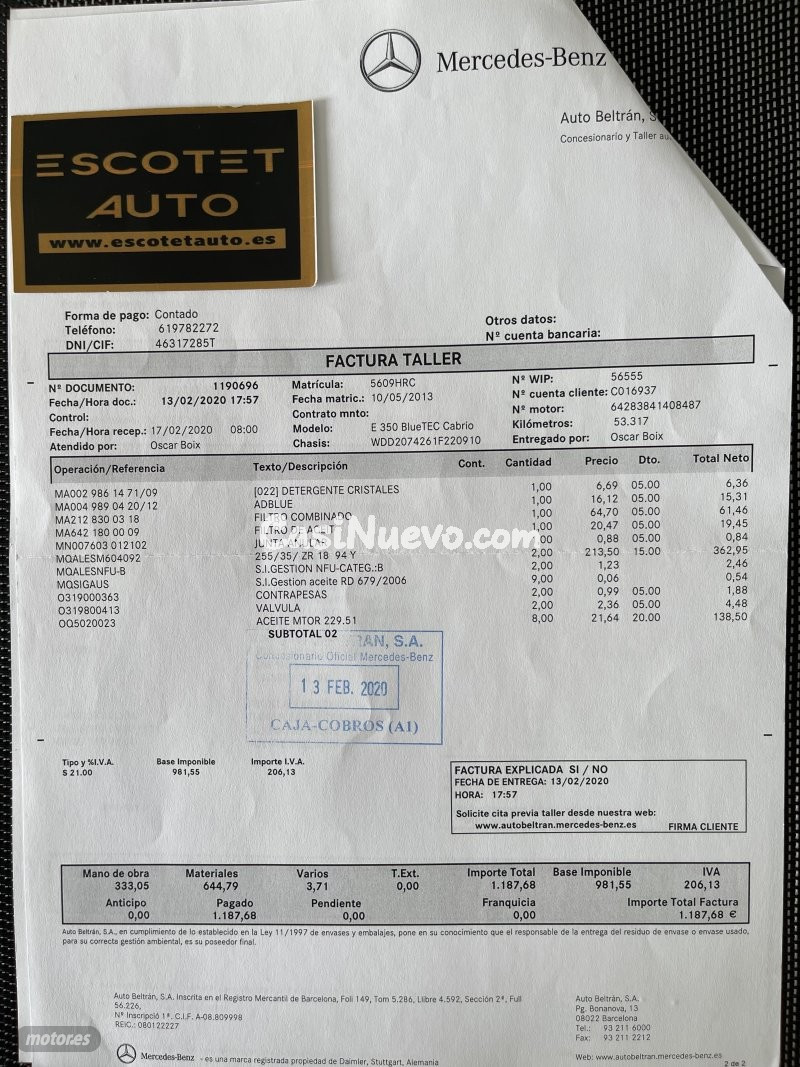 Mercedes-Benz
Auto Beltrán, S
Concesionario y Taller au
ESCOTET
AUTO
www.escotetauto.es
Forma de pago: Contado
Teléfono: 619782272
DNI/CIF: 46317285T
Otros datos:
Nº cuenta bancaria:
FACTURA TALLER
Nº DOCUMENTO: 1190696
Fecha/Hora doc.: 13/02/2020 17:57
Control:
Fecha/Hora recep.: 17/02/2020 08:00
Atendido por: Oscar Boix
Matrícula: 5609HRC
Fecha matric.: 10/05/2013
Contrato mnto:
Modelo: E 350 BlueTEC Cabrio
Chasis: WDD2074261F220910
Nº WIP: 56555
Nº cuenta cliente: C016937
Nº motor: 64283841408487
Kilómetros: 53.317
Entregado por: Oscar Boix
Operación/Referencia Texto/Descripción Cont. Cantidad Precio Dto. Total Neto
MA002 986 14 71/09 [022] DETERGENTE CRISTALES 1,00 6,69 05.00 6,36
MA004 989 04 20/12 ADBLUE 1,00 16,12 05.00 15,31
MA212 830 03 18 FILTRO COMBINADO 1,00 64,70 05.00 61,46
MA642 180 00 09 FILTRO DE ACEIT 1,00 20,47 05.00 19,45
MN007603 012102 JUNTA ANULAR 1,00 0,88 05.00 0,84
MQALESM604092 255/35/ ZR 18 94 Y 2,00 213,50 15.00 362,95
MQALESNFU-B S.I.GESTION NFU-CATEG.:B 2,00 1,23 2,46
MQSIGAUS S.I.Gestion aceite RD 679/2006 9,00 0,06 0,54
O319000363 CONTRAPESAS 2,00 0,99 05.00 1,88
O319800413 VALVULA 2,00 2,36 05.00 4,48
OQ5020023 ACEITE MTOR 229.51 8,00 21,64 20.00 138,50
SUBTOTAL 02
CasiNuevo.com
RAN, S.A.
Concesionario Oficial Mercedes-Benz
13 FEB. 2020
CAJA-COBROS (A1)
Tipo y %I.V.A. Base Imponible Importe I.V.A.
S 21.00 981,55 206,13
FACTURA EXPLICADA SI / NO
FECHA DE ENTREGA: 13/02/2020
HORA: 17:57
Solicite cita previa taller desde nuestra web:
www.autobeltran.mercedes-benz.es FIRMA CLIENTE
Mano de obra Materiales Varios T.Ext. Importe Total Base Imponible IVA
333,05 644,79 3,71 0,00 1.187,68 981,55 206,13
Anticipo Pagado Pendiente Franquicia Importe Total Factura
0,00 1.187,68 0,00 0,00 1.187,68 €
Auto Beltrán, S.A., en cumplimiento de lo establecido en la Ley 11/1997 de envases y embalajes, pone en su conocimiento que el responsable de la entrega del residuo de envase o envase usado,
para su correcta gestión ambiental, es su poseedor final.
Auto Beltrán, S.A. Inscrita en el Registro Mercantil de Barcelona, Foli 149, Tom 5.286, Llibre 4.592, Sección 2ª, Full
56.226,
Nº Inscripció 1ª. C.I.F. A-08.809998
REIC.: 080122227
Auto Beltrán, S.A.
Pg. Bonanova, 13
08022 Barcelona
Tel.: 93 211 6000
Fax: 93 211 2212
Web: www.autobeltran.mercedes-benz.es
Mercedes-Benz - es una marca registrada propiedad de Daimler, Stuttgart, Alemania
2 de 2
motor.es